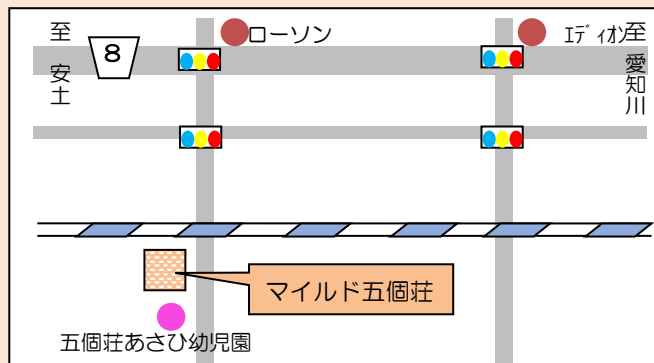 至 安土
8
ローソン
エディオン
至 愛知川
マイルド五個荘
五個荘あさひ幼児園